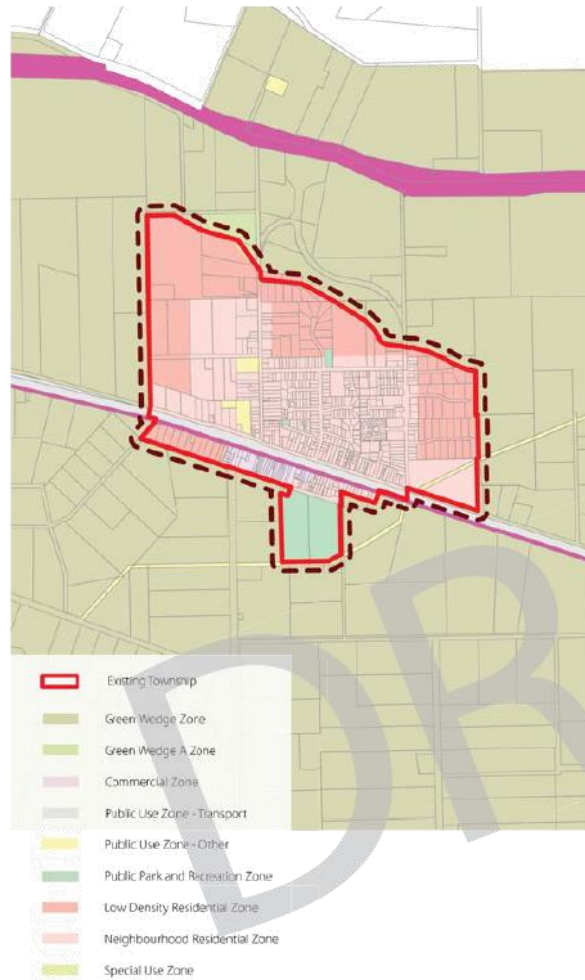 Existing Township
Green Wedge Zone
Green Wedge A Zone
Commercial Zone
Public Use Zone - Transport
Public Use Zone - Other
Public Park and Recreation Zone
Low Density Residential Zone
Neighbourhood Residential Zone
Special Use Zone
DR